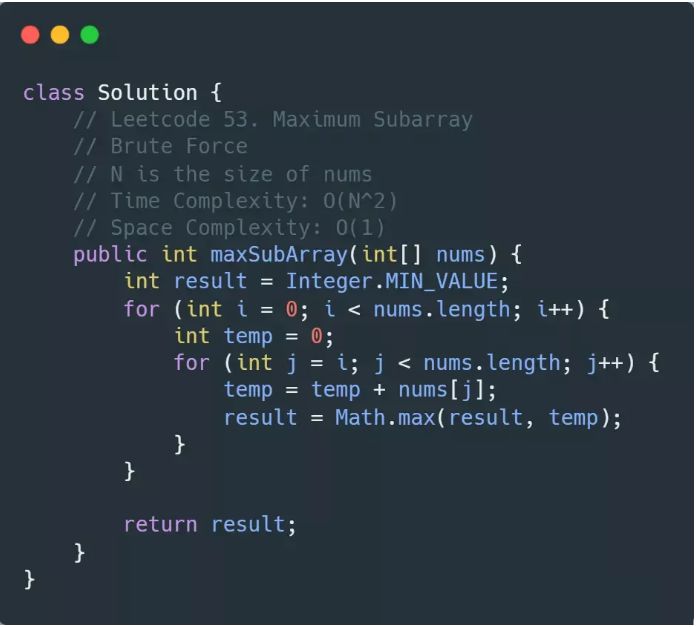 class Solution {
    // Leetcode 53. Maximum Subarray
    // Brute Force
    // N is the size of nums
    // Time Complexity: O(N^2)
    // Space Complexity: O(1)
    public int maxSubArray(int[] nums) {
        int result = Integer.MIN_VALUE;
        for (int i = 0; i < nums.length; i++) {
            int temp = 0;
            for (int j = i; j < nums.length; j++) {
                temp = temp + nums[j];
                result = Math.max(result, temp);
            }
        }

        return result;
    }
}